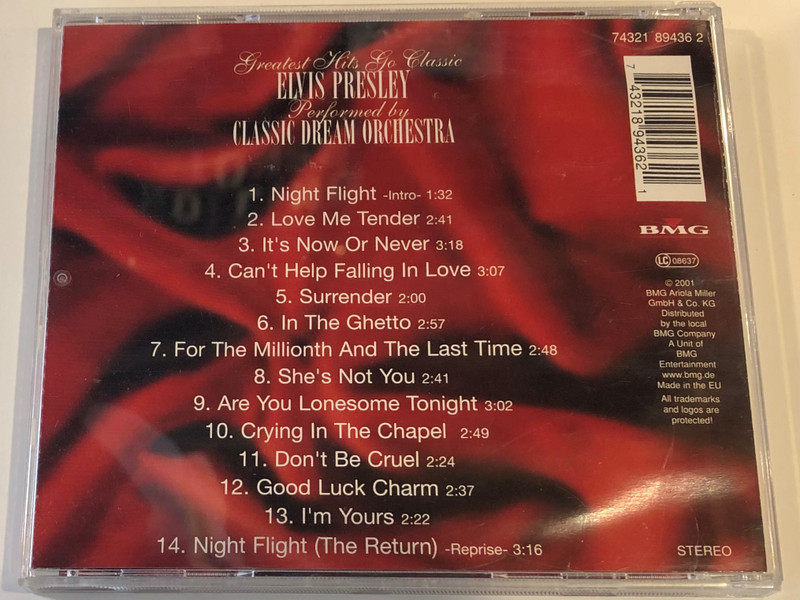 74321 89436 2
Greatest Hits Go Classic
ELVIS PRESLEY
Performed by
CLASSIC DREAM ORCHESTRA
1. Night Flight -Intro- 1:32
2. Love Me Tender 2:41
3. It's Now Or Never 3:18
4. Can't Help Falling In Love 3:07
5. Surrender 2:00
6. In The Ghetto 2:57
7. For The Millionth And The Last Time 2:48
8. She's Not You 2:41
9. Are You Lonesome Tonight 3:02
10. Crying In The Chapel 2:49
11. Don't Be Cruel 2:24
12. Good Luck Charm 2:37
13. I'm Yours 2:22
14. Night Flight (The Return) -Reprise- 3:16
7 43218 94362 1
BMG
LC 08637
© 2001
BMG Ariola Miller
GmbH & Co. KG
Distributed
by the local
BMG Company
A Unit of
BMG
Entertainment
www.bmg.de
Made in the EU
All trademarks
and logos are
protected!
STEREO